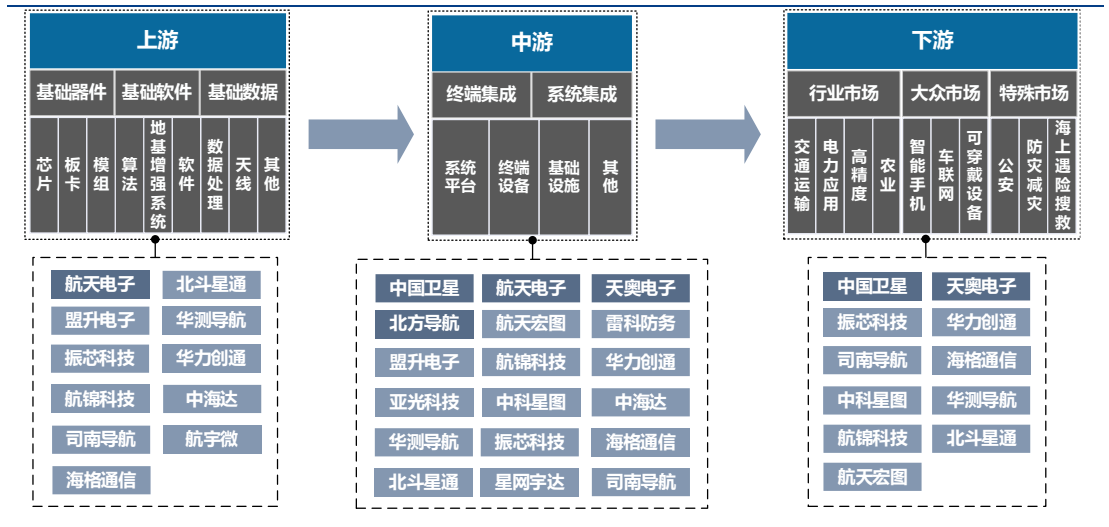 上游
基础器件 基础软件 基础数据
芯片 板卡 模组 算法 地基增强系统 软件 数据处理 天线 其他
航天电子 北斗星通
盟升电子 华测导航
振芯科技 华力创通
航锦科技 中海达
司南导航 航宇微
海格通信
中游
终端集成 系统集成
系统平台 终端设备 基础设施 其他
中国卫星 航天电子 天奥电子
北方导航 航天宏图 雷科防务
盟升电子 航锦科技 华力创通
亚光科技 中科星图 中海达
华测导航 振芯科技 海格通信
北斗星通 星网宇达 司南导航
下游
行业市场 大众市场 特殊市场
交通运输 电力应用 高精度 农业 智能手机 车联网 可穿戴设备 公安 防灾减灾 海上遇险搜救
中国卫星 天奥电子
振芯科技 华力创通
司南导航 海格通信
中科星图 华测导航
航锦科技 北斗星通
航天宏图